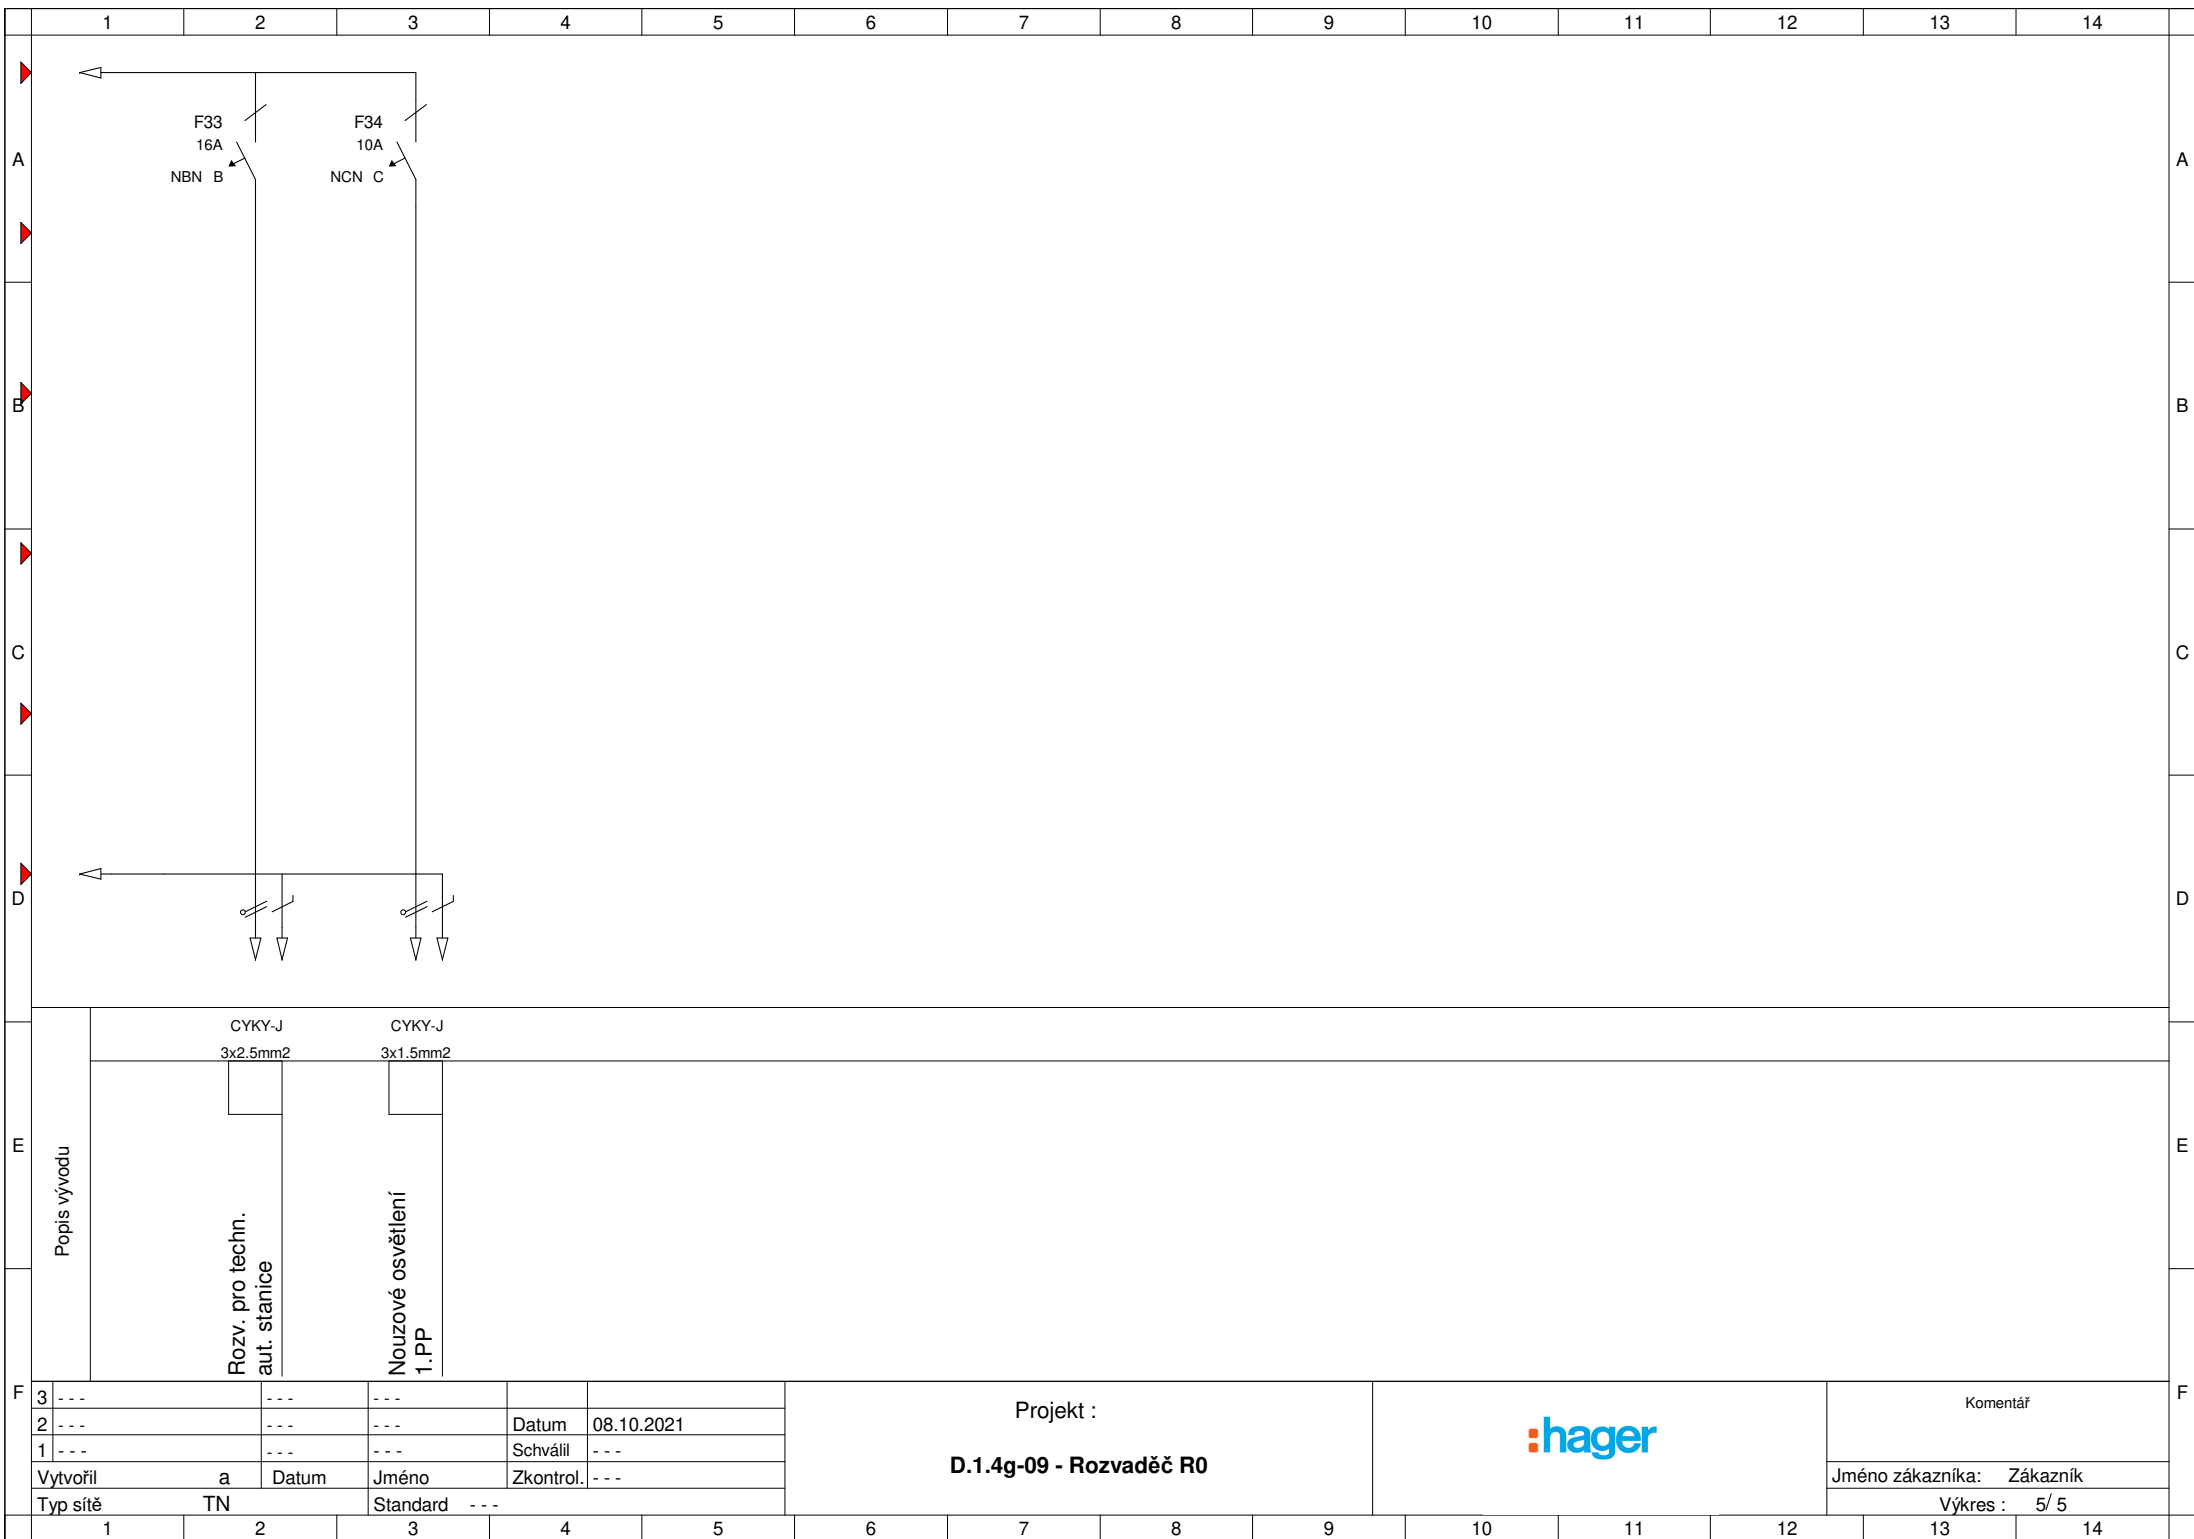 1 2 3 4 5 6 7 8 9 10 11 12 13 14
F33
16A
NBN B
F34
10A
NCN C
A A
B B
C C
D D
CYKY-J
3x2.5mm2
CYKY-J
3x1.5mm2
E E
Popis vývodu
Rozv. pro techn.
aut. stanice
Nouzové osvětlení
1.PP
F F
3 - - - - - - - - -
2 - - - - - - - - - Datum 08.10.2021
1 - - - - - - - - - Schválil - - -
Vytvořil a Datum Jméno Zkontrol. - - -
Typ sítě TN Standard - - -
Projekt :
D.1.4g-09 - Rozvaděč R0
:hager
Komentář
Jméno zákazníka: Zákazník
Výkres : 5/ 5
1 2 3 4 5 6 7 8 9 10 11 12 13 14